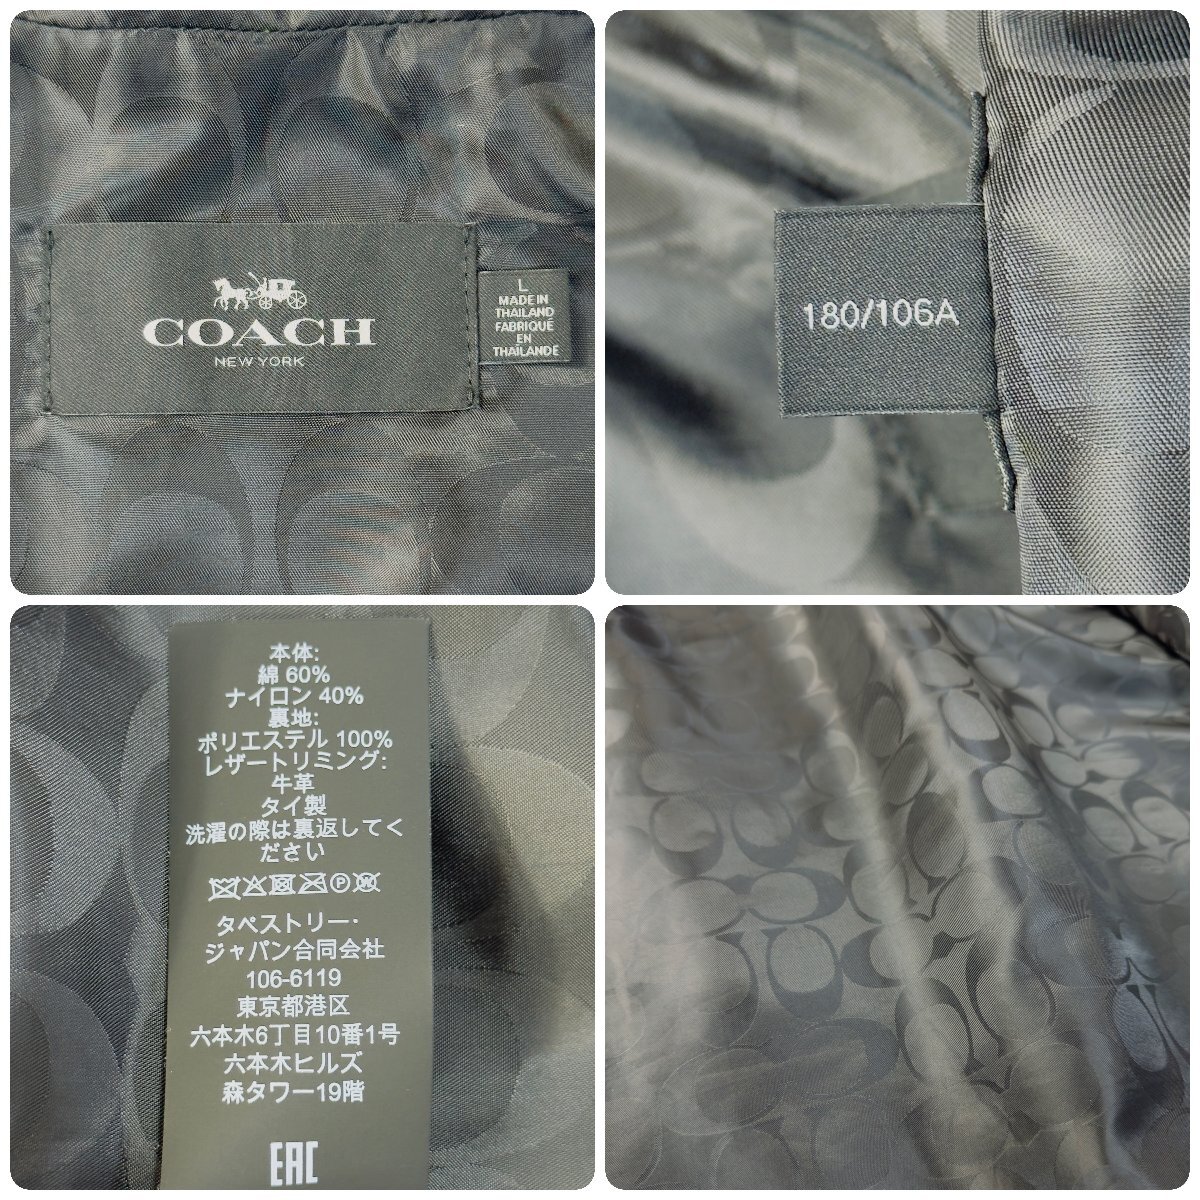 COACH
NEW YORK
L
MADE IN
THAILAND
FABRIQUÉ
EN
THAÏLANDE
180/106A
本体:
綿 60%
ナイロン 40%
裏地:
ポリエステル 100%
レザートリミング:
牛革
タイ製
洗濯の際は裏返してく
ださい
タペストリー・
ジャパン合同会社
106-6119
東京都港区
六本木6丁目10番1号
六本木ヒルズ
森タワー19階
EAC